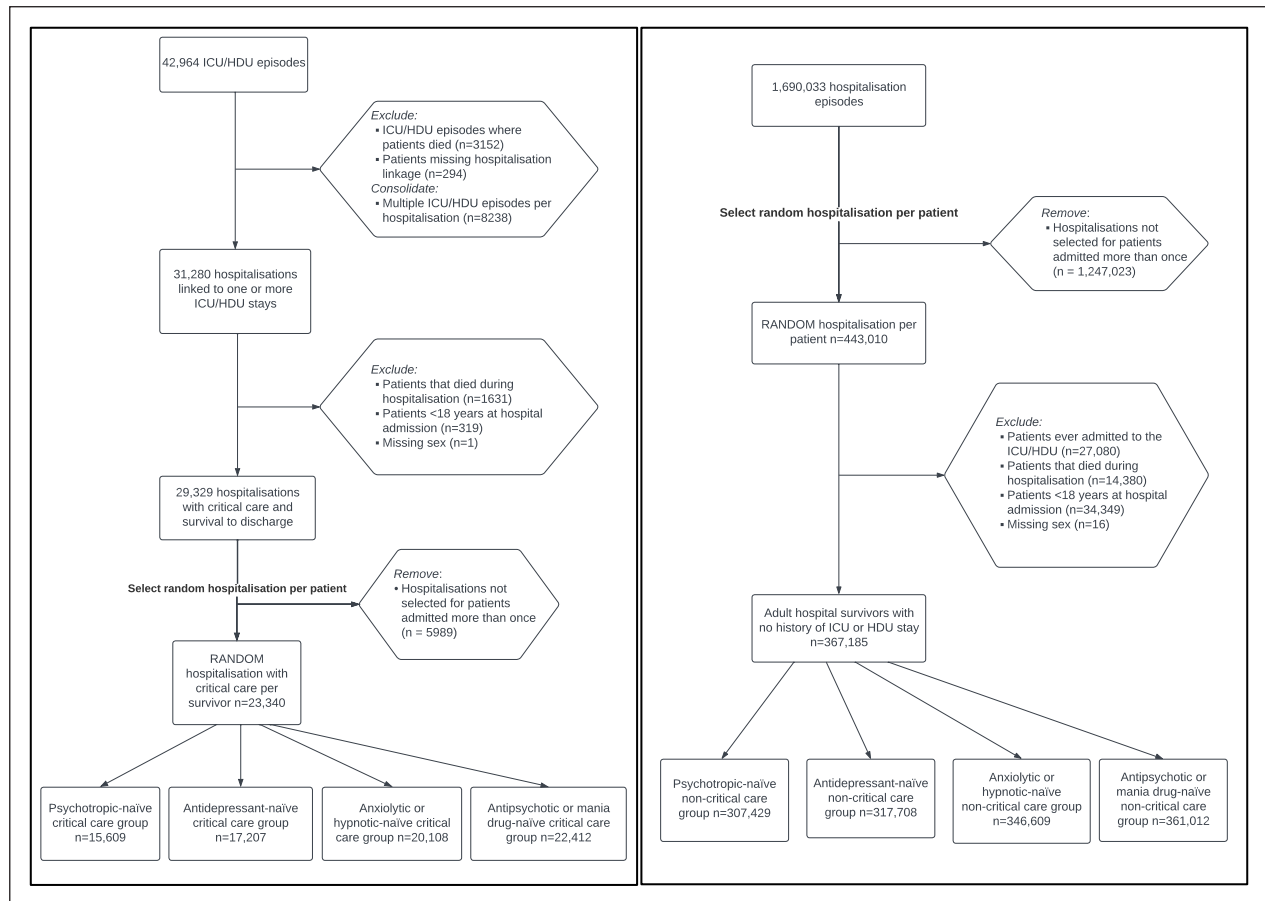 42,964 ICU/HDU episodes
Exclude:
▪ ICU/HDU episodes where
patients died (n=3152)
▪ Patients missing hospitalisation
linkage (n=294)
Consolidate:
▪ Multiple ICU/HDU episodes per
hospitalisation (n=8238)
31,280 hospitalisations
linked to one or more
ICU/HDU stays
Exclude:
▪ Patients that died during
hospitalisation (n=1631)
▪ Patients <18 years at hospital
admission (n=319)
▪ Missing sex (n=1)
29,329 hospitalisations
with critical care and
survival to discharge
Select random hospitalisation per patient
Remove:
▪ Hospitalisations not
selected for patients
admitted more than once
(n = 5989)
RANDOM
hospitalisation with
critical care per
survivor n=23,340
Psychotropic-naïve
critical care group
n=15,609
Antidepressant-naïve
critical care group
n=17,207
Anxiolytic or
hypnotic-naïve critical
care group n=20,108
Antipsychotic or mania
drug-naïve critical care
group n=22,412
1,690,033 hospitalisation
episodes
Select random hospitalisation per patient
Remove:
▪ Hospitalisations not
selected for patients
admitted more than once
(n = 1,247,023)
RANDOM hospitalisation per
patient n=443,010
Exclude:
▪ Patients ever admitted to the
ICU/HDU (n=27,080)
▪ Patients that died during
hospitalisation (n=14,380)
▪ Patients <18 years at hospital
admission (n=34,349)
▪ Missing sex (n=16)
Adult hospital survivors with
no history of ICU or HDU stay
n=367,185
Psychotropic-naïve
non-critical care
group n=307,429
Antidepressant-naïve
non-critical care
group n=317,708
Anxiolytic or
hypnotic-naïve
non-critical care group
n=346,609
Antipsychotic or
mania drug-naïve
non-critical care
group n=361,012